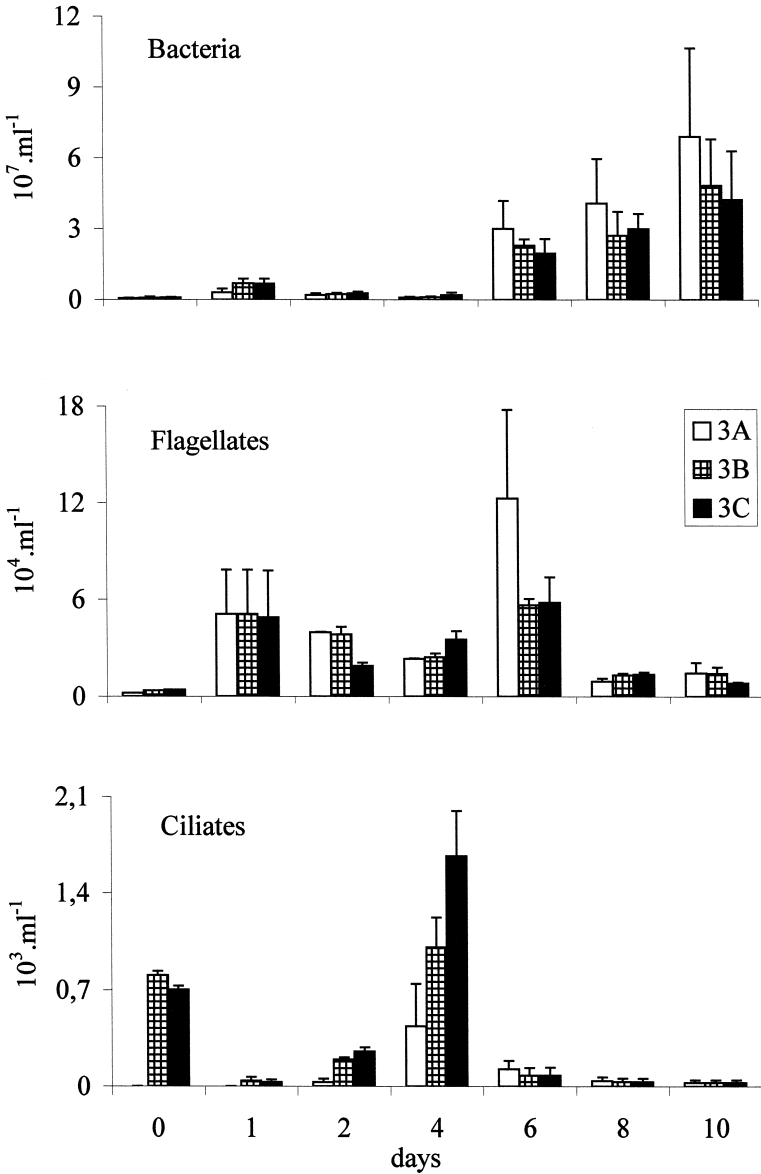 12
Bacteria
9
6
3
0
10⁷.ml⁻¹
18
Flagellates
12
6
0
10⁴.ml⁻¹
3A
3B
3C
2,1
Ciliates
1,4
0,7
0
10³.ml⁻¹
0 1 2 4 6 8 10
days